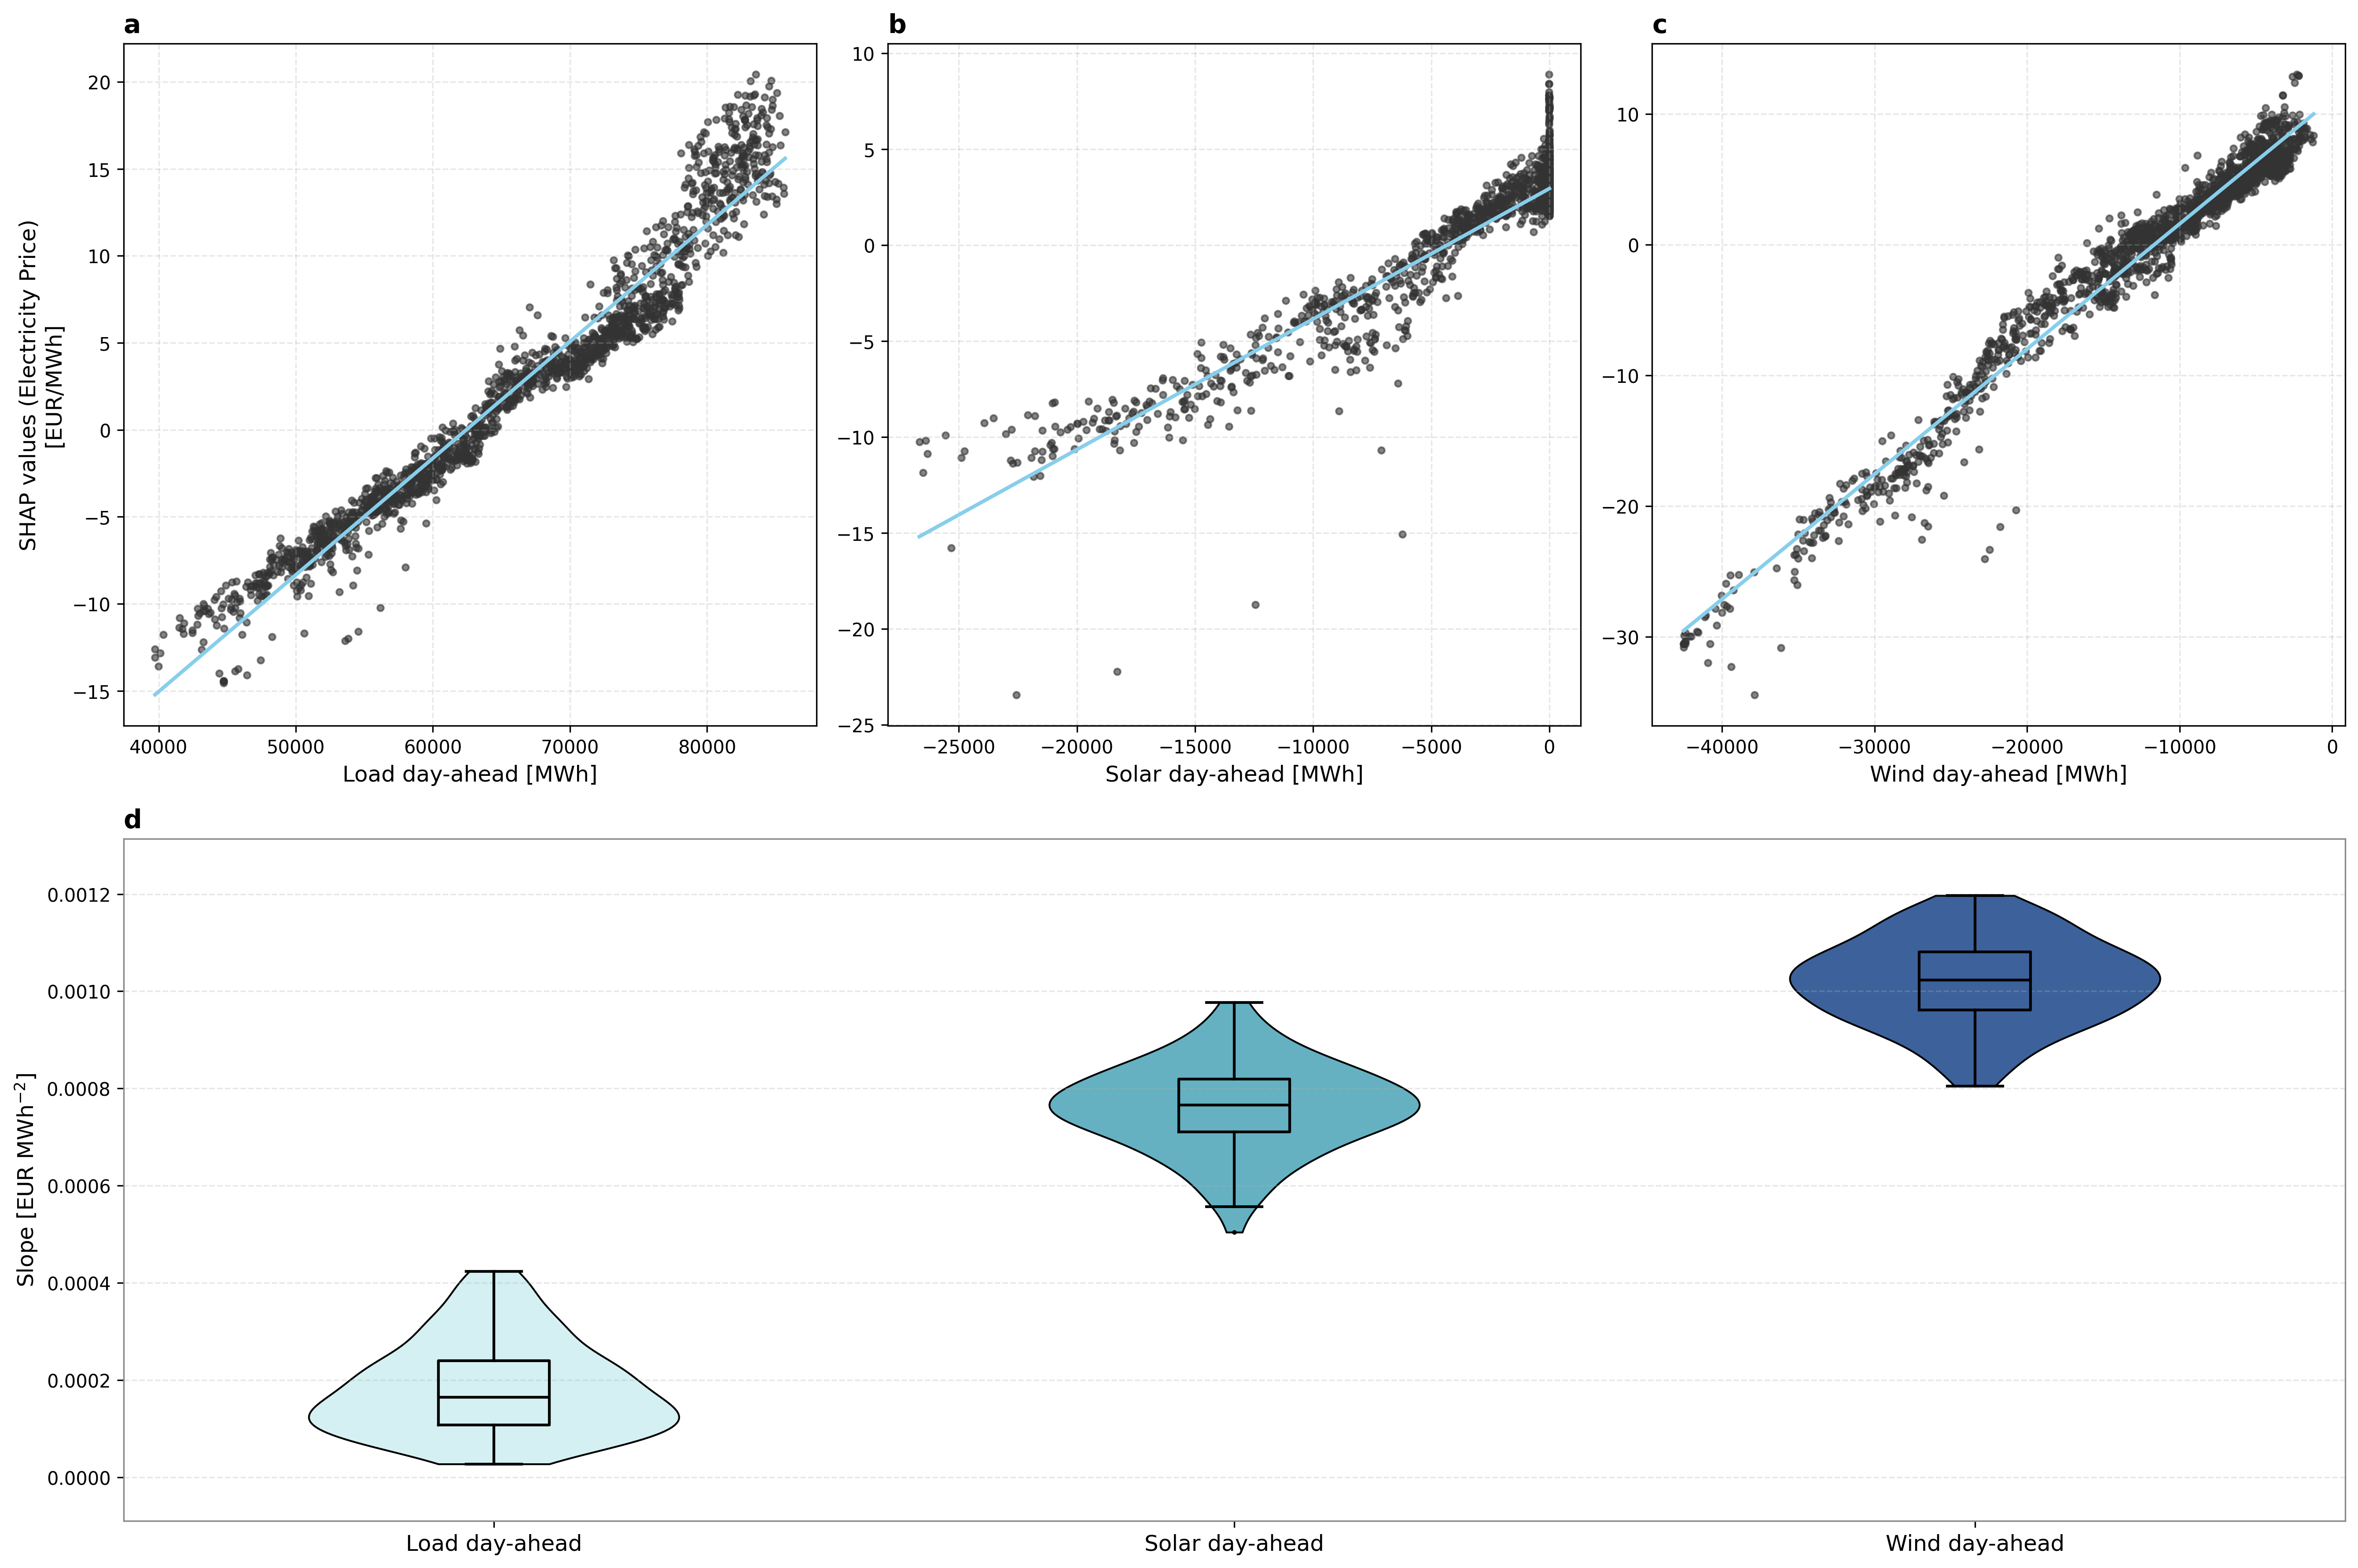 a
b
c
SHAP values (Electricity Price)
[EUR/MWh]
20
15
10
5
0
−5
−10
−15
40000 50000 60000 70000 80000
Load day-ahead [MWh]
10
5
0
−5
−10
−15
−20
−25
−25000 −20000 −15000 −10000 −5000 0
Solar day-ahead [MWh]
10
0
−10
−20
−30
−40000 −30000 −20000 −10000 0
Wind day-ahead [MWh]
d
Slope [EUR MWh⁻²]
0.0012
0.0010
0.0008
0.0006
0.0004
0.0002
0.0000
Load day-ahead
Solar day-ahead
Wind day-ahead